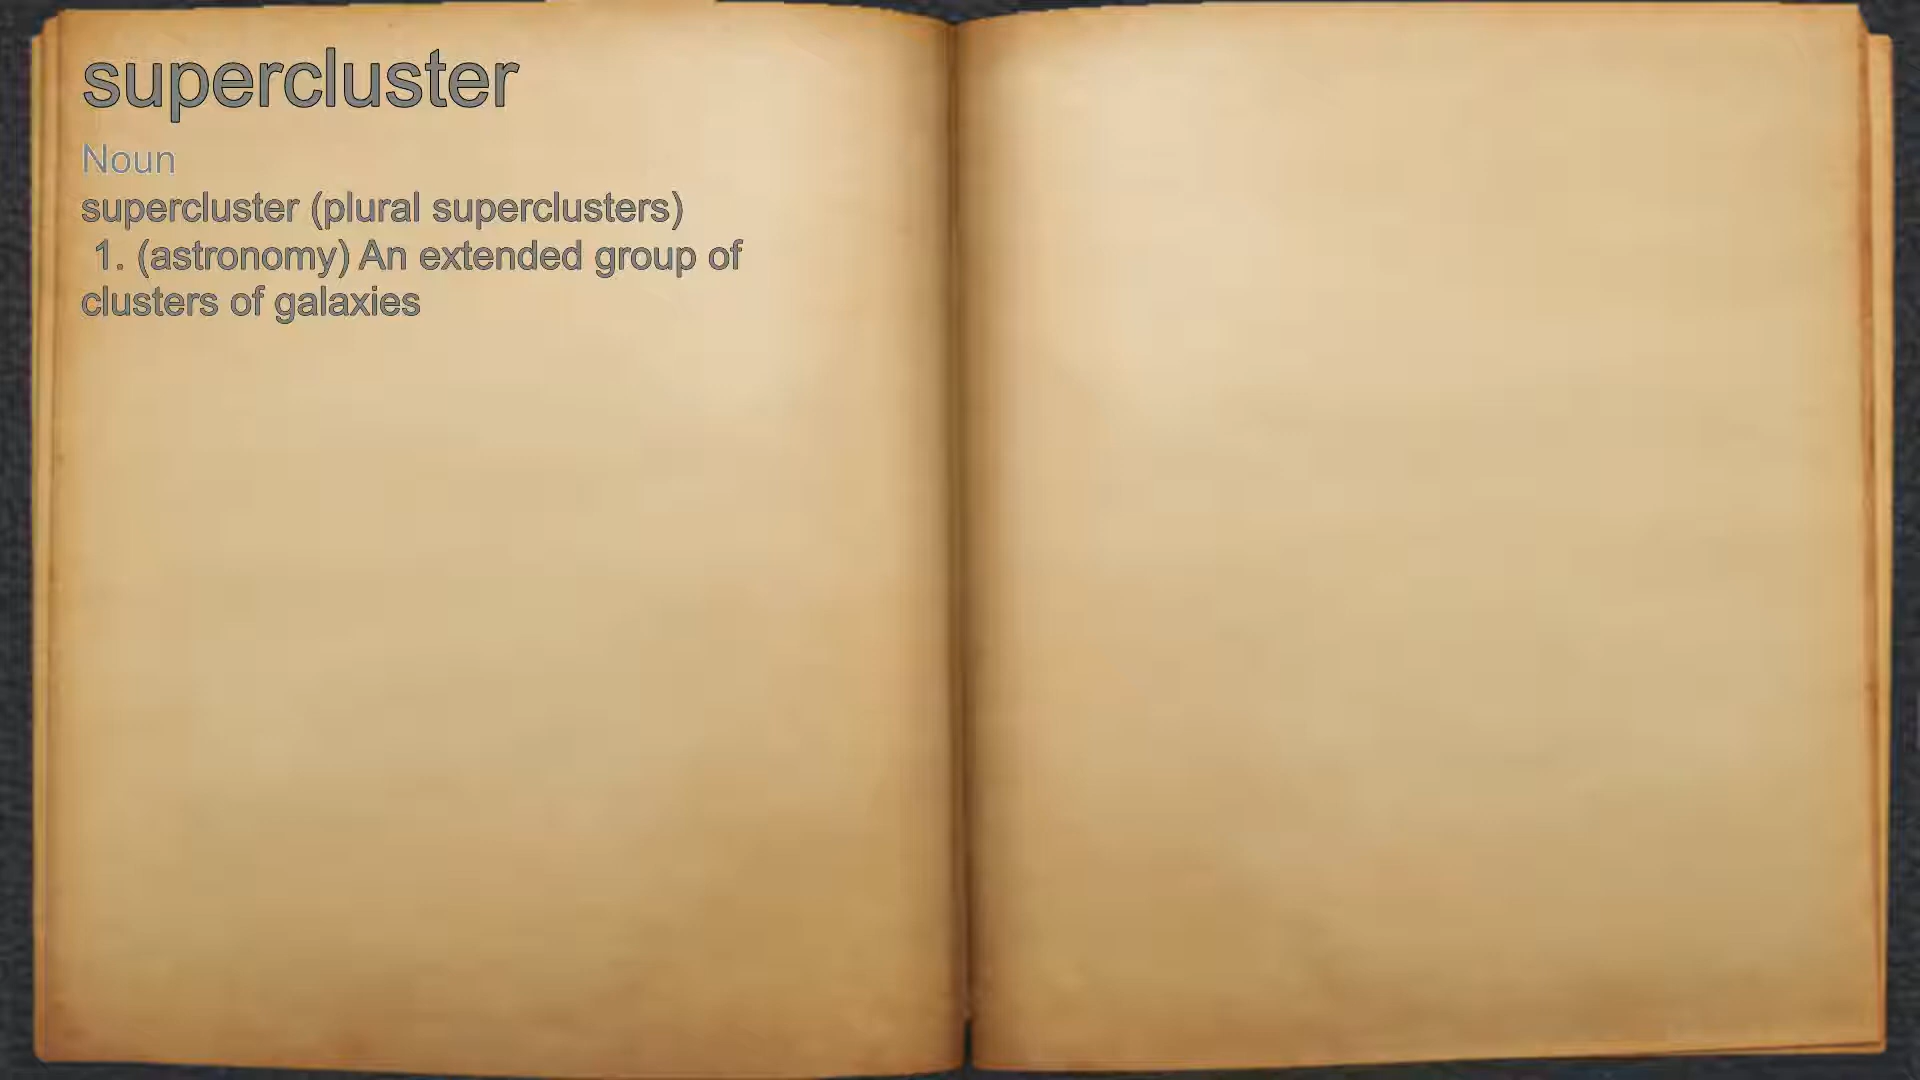 supercluster
Noun
supercluster (plural superclusters)
1. (astronomy) An extended group of
clusters of galaxies